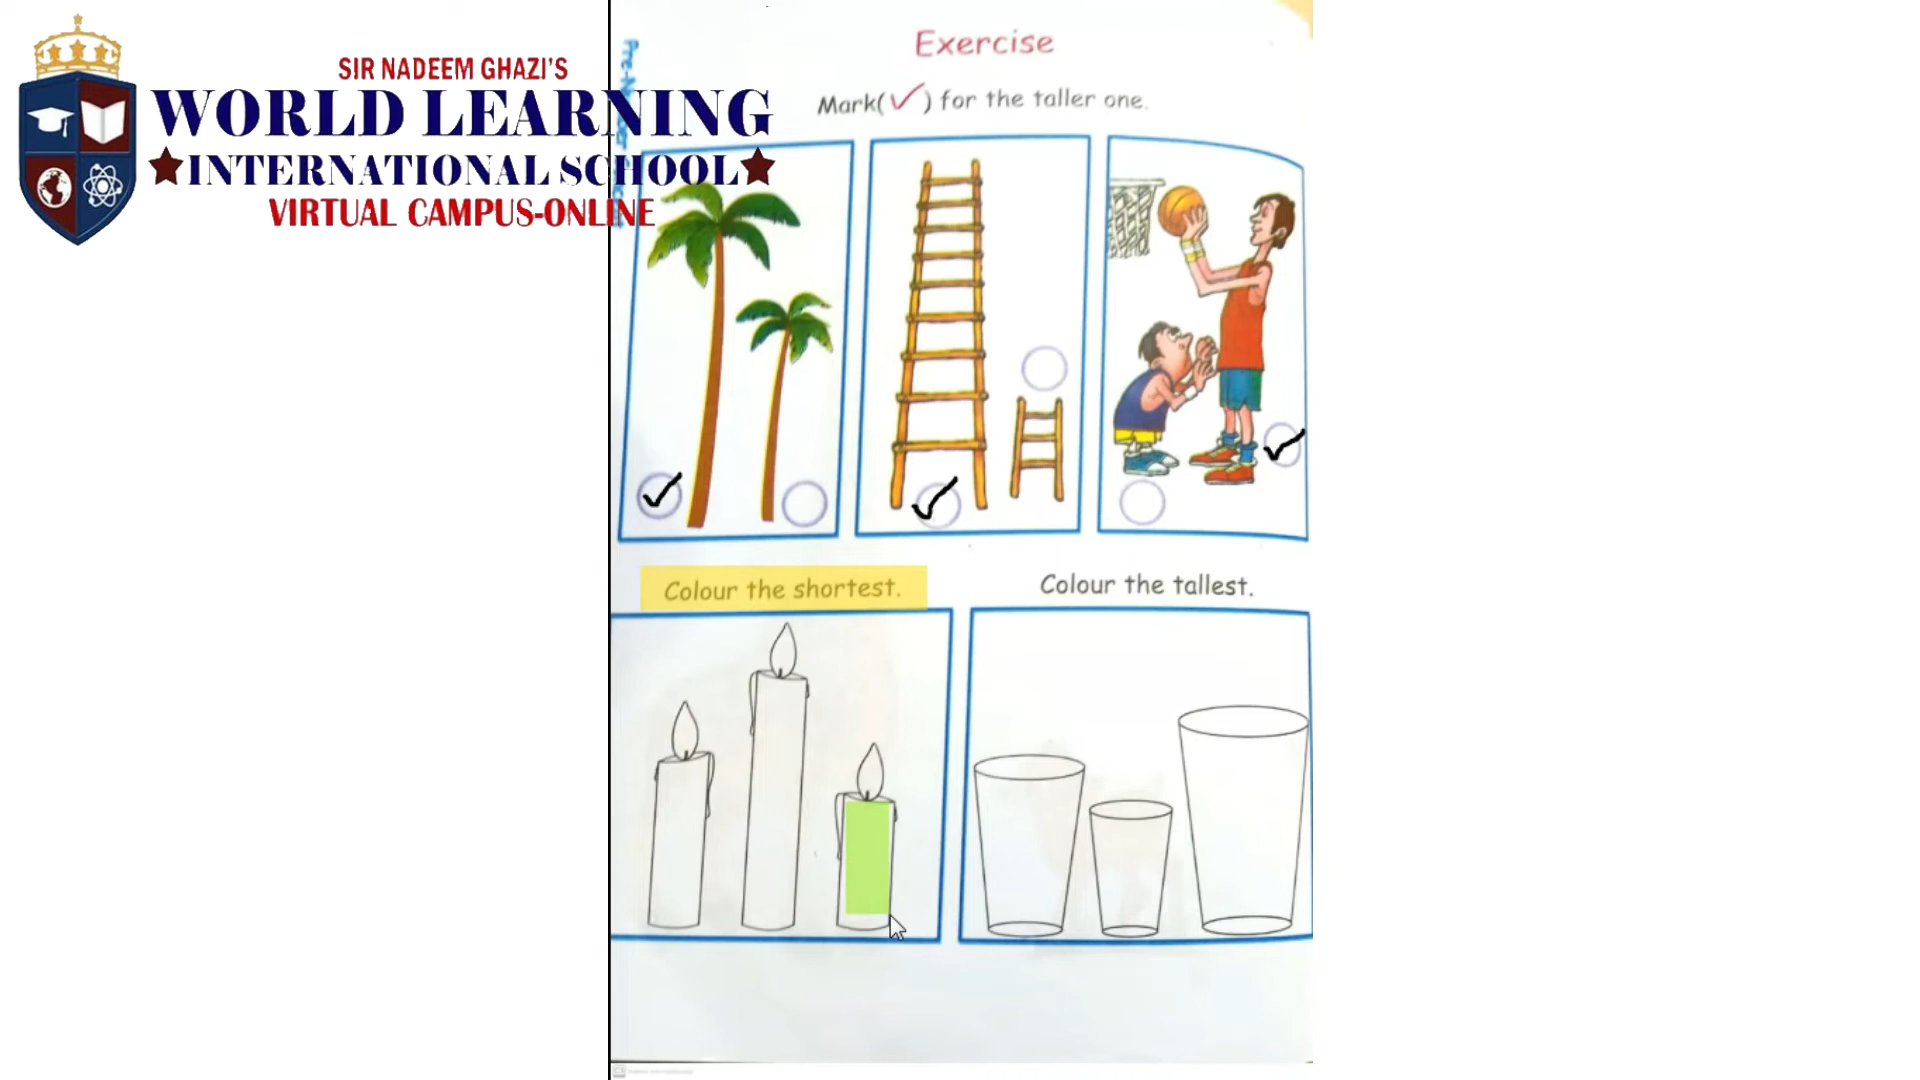 SIR NADEEM GHAZI'S
WORLD LEARNING
INTERNATIONAL SCHOOL
VIRTUAL CAMPUS-ONLINE
Exercise
Mark(✓) for the taller one.
Colour the shortest.
Colour the tallest.